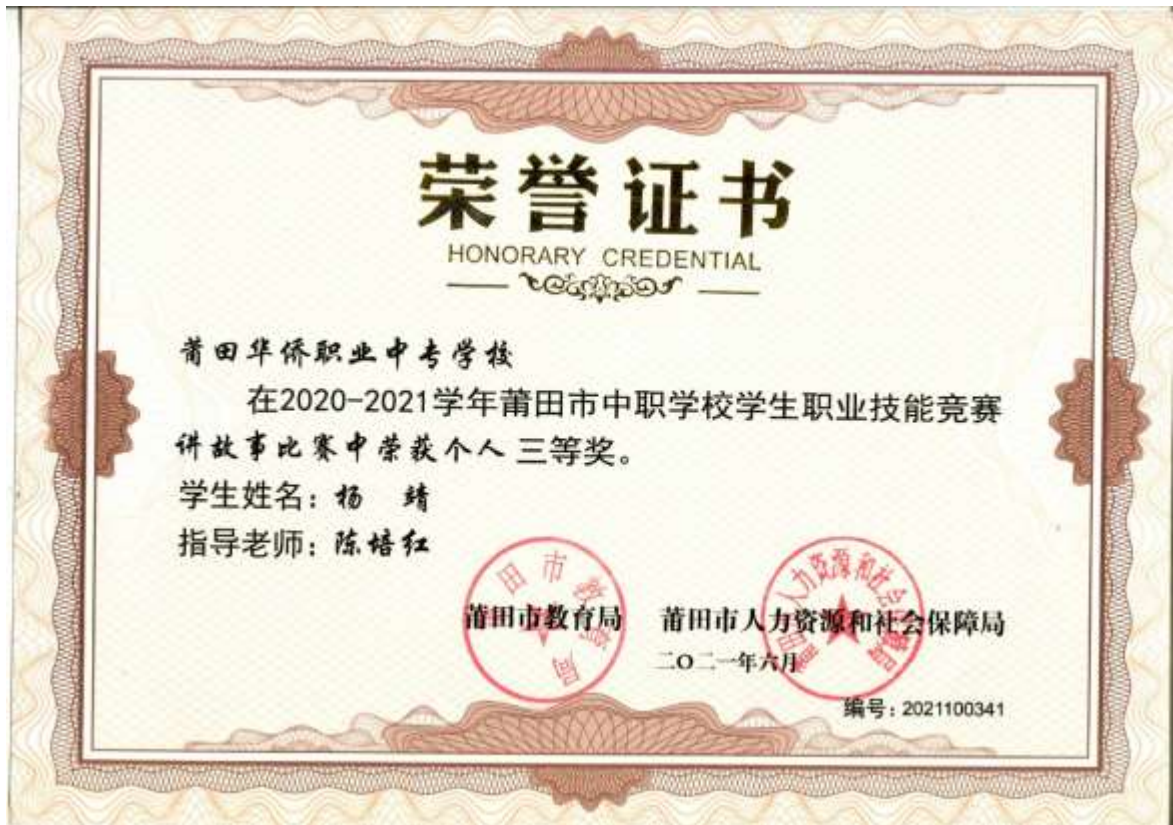 荣誉证书
HONORARY CREDENTIAL
莆田华侨职业中专学校
在2020-2021学年莆田市中职学校学生职业技能竞赛
讲故事比赛中荣获个人 三等奖。
学生姓名：杨 靖
指导老师：陈培红
莆田市教育局 莆田市人力资源和社会保障局
二〇二一年六月
编号：2021100341